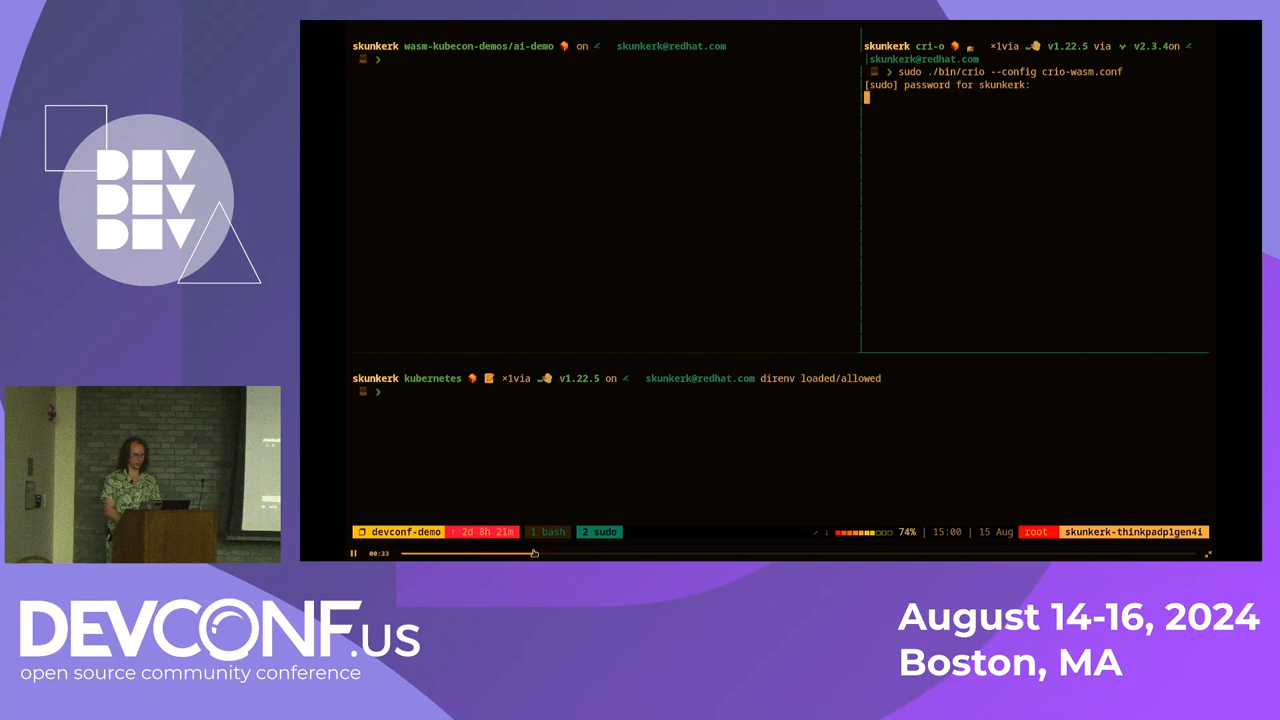 DEV
DEV
DEV
skunkerk wasm-kubecon-demos/ai-demo on skunkerk@redhat.com
❯
skunkerk cri-o ×1via v1.22.5 via v2.3.4on
skunkerk@redhat.com
❯ sudo ./bin/crio --config crio-wasm.conf
[sudo] password for skunkerk:
skunkerk kubernetes ×1via v1.22.5 on skunkerk@redhat.com direnv loaded/allowed
❯
devconf-demo ↑ 2d 8h 21m 1 bash 2 sudo 74% | 15:00 | 15 Aug root skunkerk-thinkpadp1gen4i
00:33
DEVCONF.US
open source community conference
August 14-16, 2024
Boston, MA